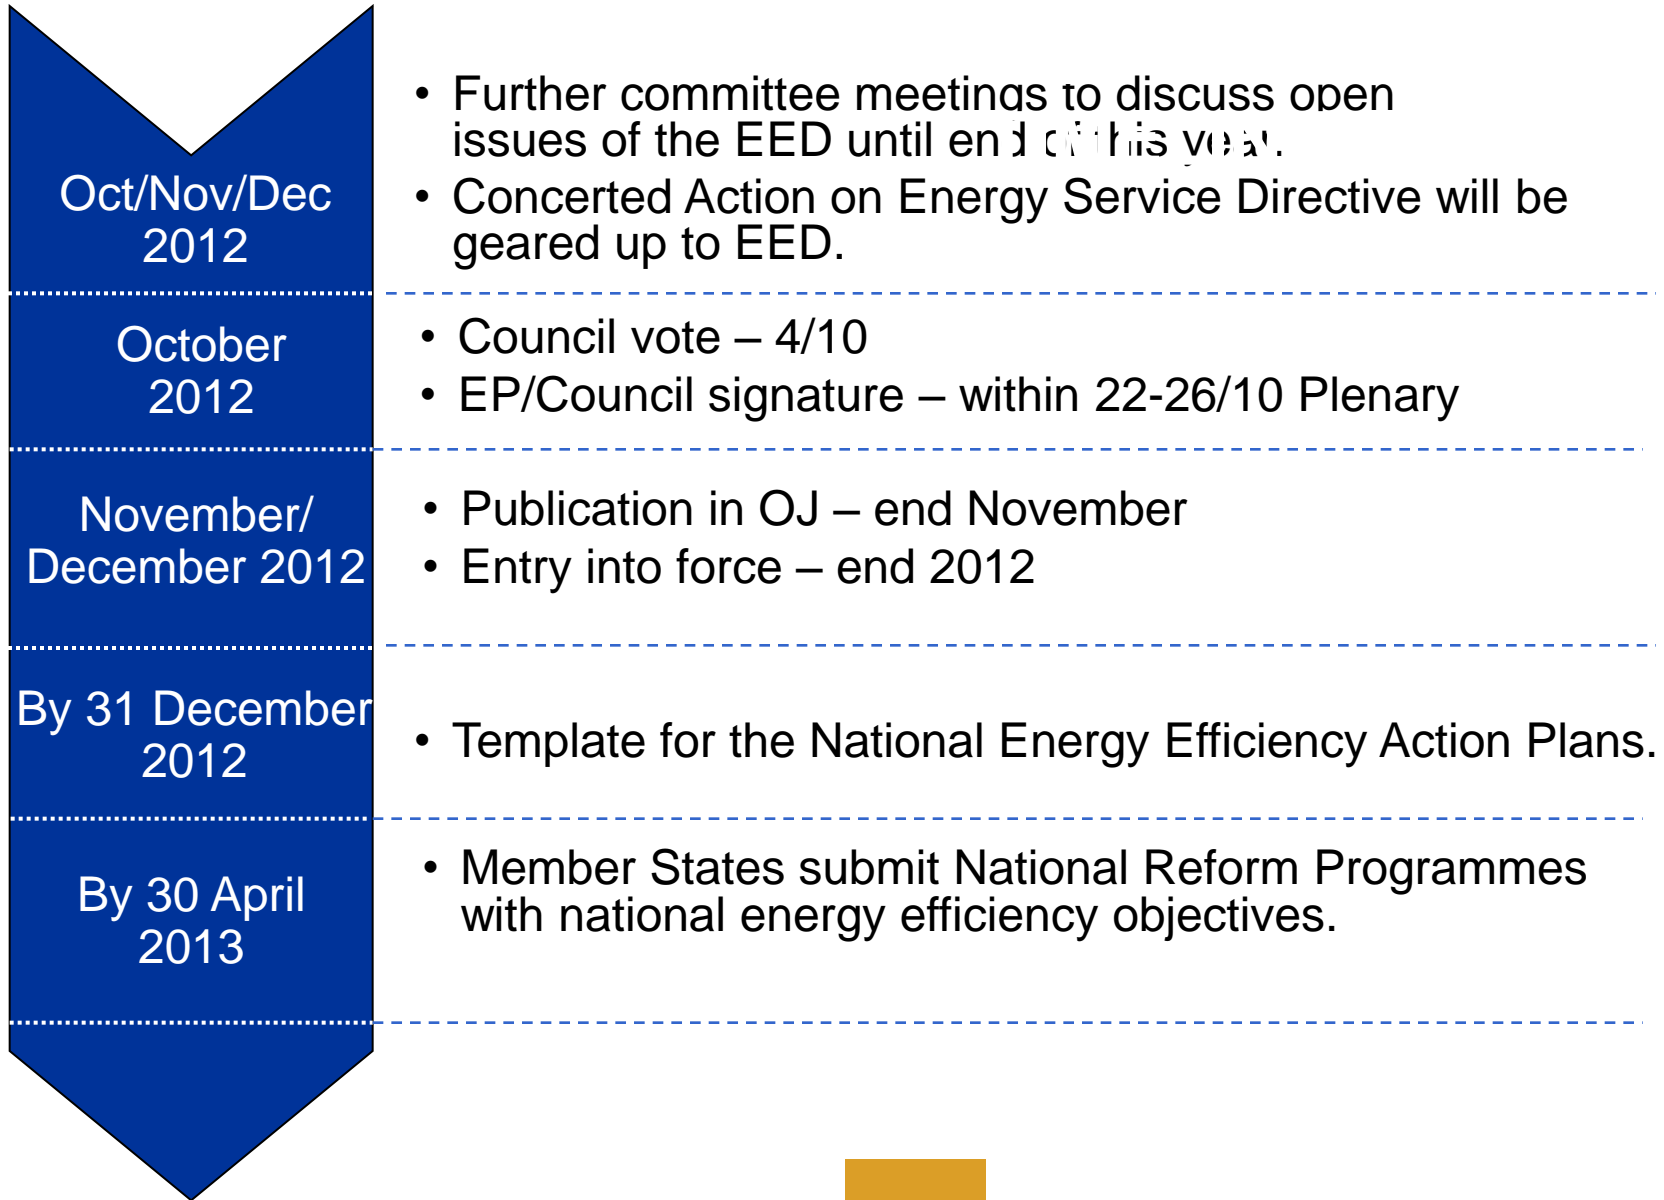 Oct/Nov/Dec
2012
• Further committee meetings to discuss open
issues of the EED until end of this year.
• Concerted Action on Energy Service Directive will be
geared up to EED.
October
2012
• Council vote – 4/10
• EP/Council signature – within 22-26/10 Plenary
November/
December 2012
• Publication in OJ – end November
• Entry into force – end 2012
By 31 December
2012
• Template for the National Energy Efficiency Action Plans.
By 30 April
2013
• Member States submit National Reform Programmes
with national energy efficiency objectives.